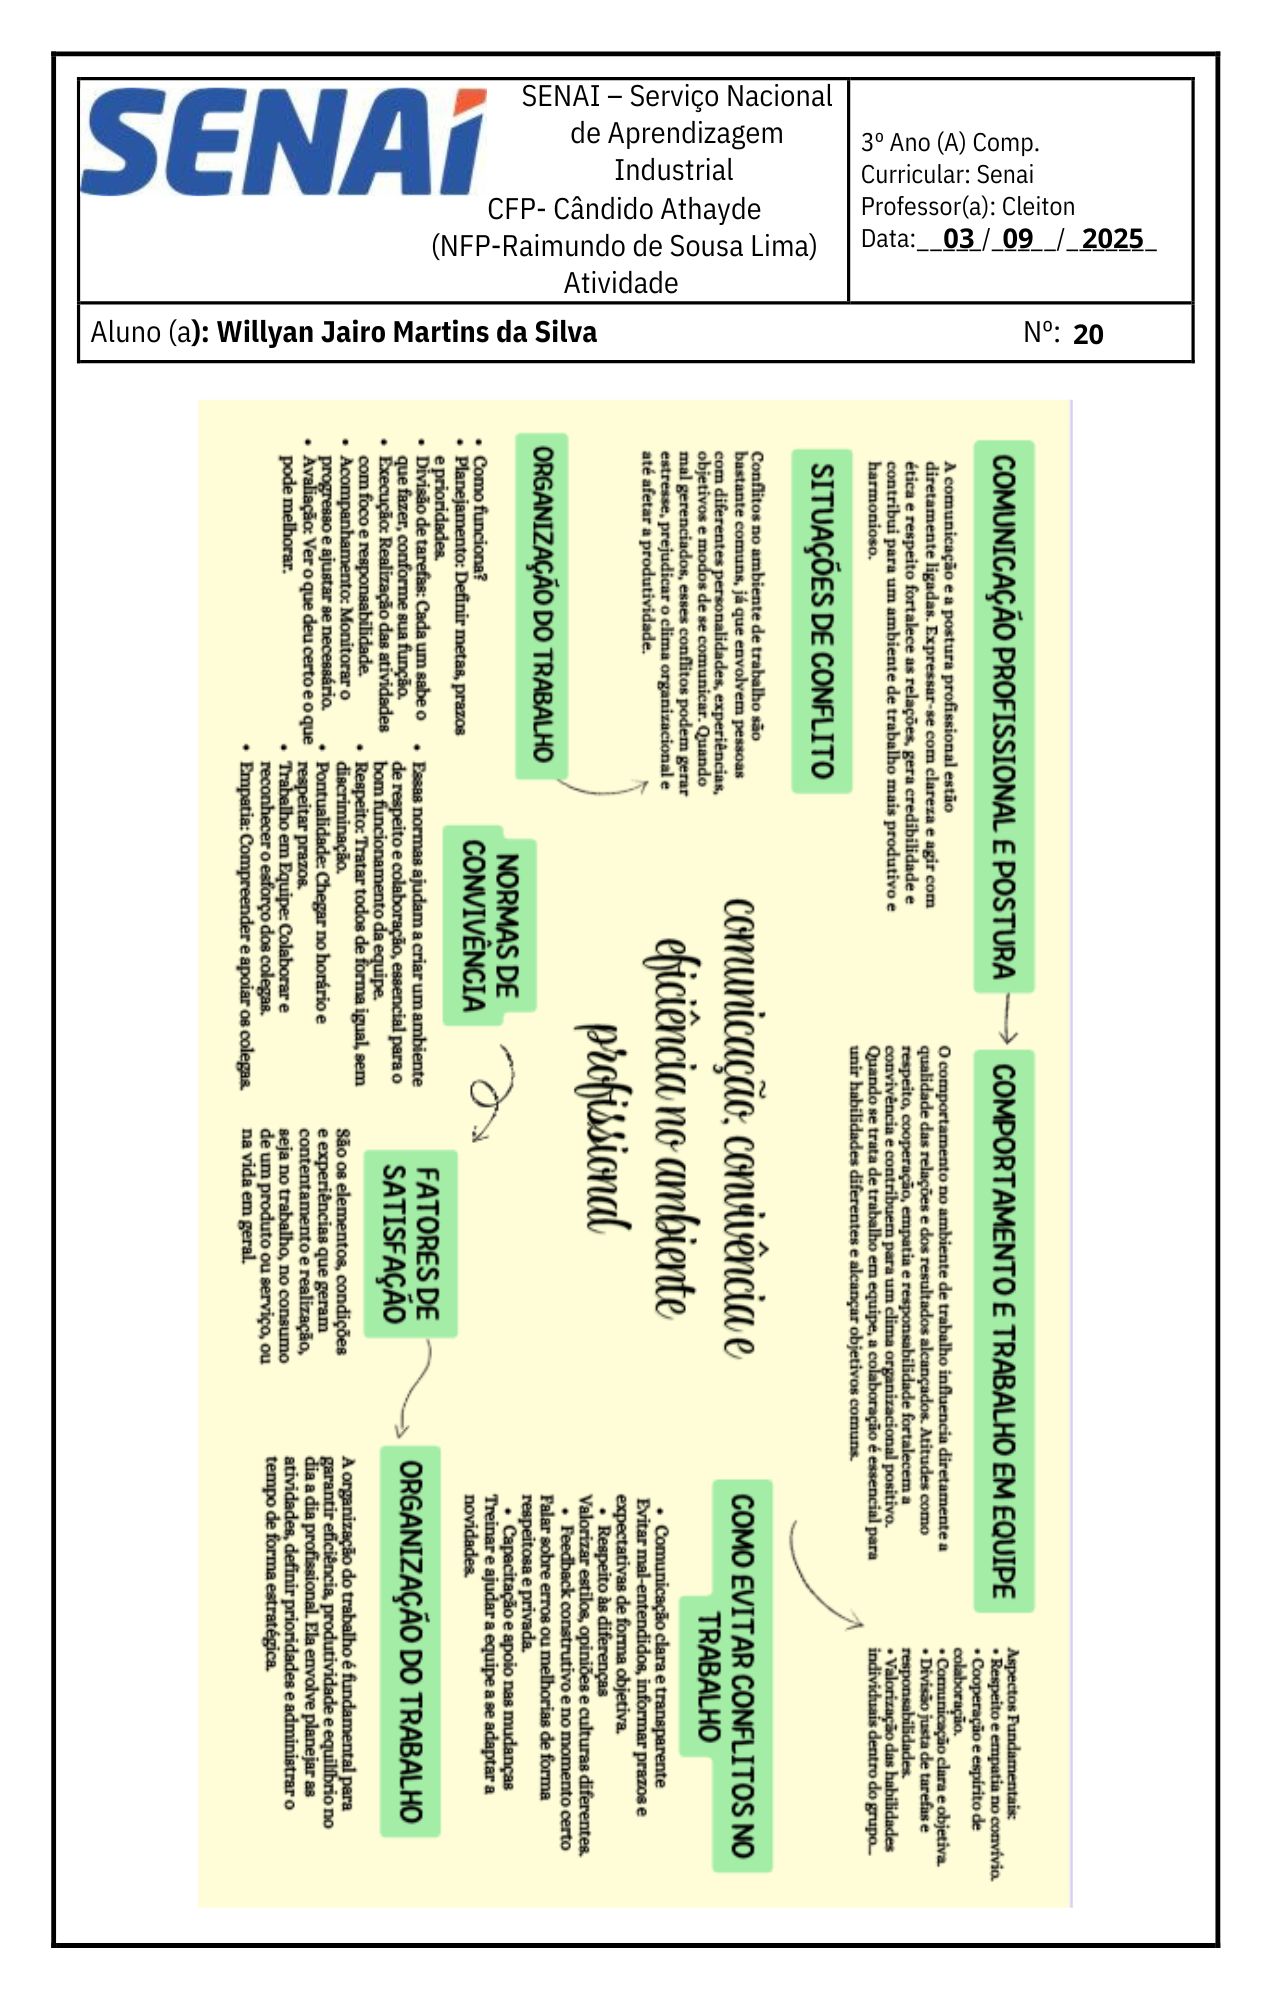 SENAI
SENAI – Serviço Nacional
de Aprendizagem
Industrial
CFP- Cândido Athayde
(NFP-Raimundo de Sousa Lima)
Atividade
3º Ano (A) Comp.
Curricular: Senai
Professor(a): Cleiton
Data:__03_/_09__/_2025_
Aluno (a): Willyan Jairo Martins da Silva
Nº: 20
COMUNICAÇÃO PROFISSIONAL E POSTURA
A comunicação e a postura profissional estão
diretamente ligadas. Expressar-se com clareza e agir com
ética e respeito fortalece as relações, gera credibilidade e
contribui para um ambiente de trabalho mais produtivo e
harmonioso.
COMPORTAMENTO E TRABALHO EM EQUIPE
O comportamento no ambiente de trabalho influencia diretamente a
qualidade das relações e dos resultados alcançados. Atitudes como
respeito, cooperação, empatia e responsabilidade fortalecem a
convivência e contribuem para um clima organizacional positivo.
Quando se trata de trabalho em equipe, a colaboração é essencial para
unir habilidades diferentes e alcançar objetivos comuns.
Aspectos Fundamentais:
• Respeito e empatia no convívio.
• Cooperação e espírito de
colaboração.
• Comunicação clara e objetiva.
• Divisão justa de tarefas e
responsabilidades.
• Valorização das habilidades
individuais dentro do grupo...
SITUAÇÕES DE CONFLITO
Conflitos no ambiente de trabalho são
bastante comuns, já que envolvem pessoas
com diferentes personalidades, experiências,
objetivos e modos de se comunicar. Quando
mal gerenciados, esses conflitos podem gerar
estresse, prejudicar o clima organizacional e
até afetar a produtividade.
comunicação, convivência e
eficiência no ambiente
profissional
COMO EVITAR CONFLITOS NO
TRABALHO
• Comunicação clara e transparente
Evitar mal-entendidos, informar prazos e
expectativas de forma objetiva.
• Respeito às diferenças
Valorizar estilos, opiniões e culturas diferentes.
• Feedback construtivo e no momento certo
Falar sobre erros ou melhorias de forma
respeitosa e privada.
• Capacitação e apoio nas mudanças
Treinar e ajudar a equipe a se adaptar a
novidades.
ORGANIZAÇÃO DO TRABALHO
• Como funciona?
• Planejamento: Definir metas, prazos
e prioridades.
• Divisão de tarefas: Cada um sabe o
que fazer, conforme sua função.
• Execução: Realização das atividades
com foco e responsabilidade.
• Acompanhamento: Monitorar o
progresso e ajustar se necessário.
• Avaliação: Ver o que deu certo e o que
pode melhorar.
NORMAS DE
CONVIVÊNCIA
• Essas normas ajudam a criar um ambiente
de respeito e colaboração, essencial para o
bom funcionamento da equipe.
• Respeito: Tratar todos de forma igual, sem
discriminação.
• Pontualidade: Chegar no horário e
respeitar prazos.
• Trabalho em Equipe: Colaborar e
reconhecer o esforço dos colegas.
• Empatia: Compreender e apoiar os colegas.
FATORES DE
SATISFAÇÃO
São os elementos, condições
e experiências que geram
contentamento e realização,
seja no trabalho, no consumo
de um produto ou serviço, ou
na vida em geral.
ORGANIZAÇÃO DO TRABALHO
A organização do trabalho é fundamental para
garantir eficiência, produtividade e equilíbrio no
dia a dia profissional. Ela envolve planejar as
atividades, definir prioridades e administrar o
tempo de forma estratégica.